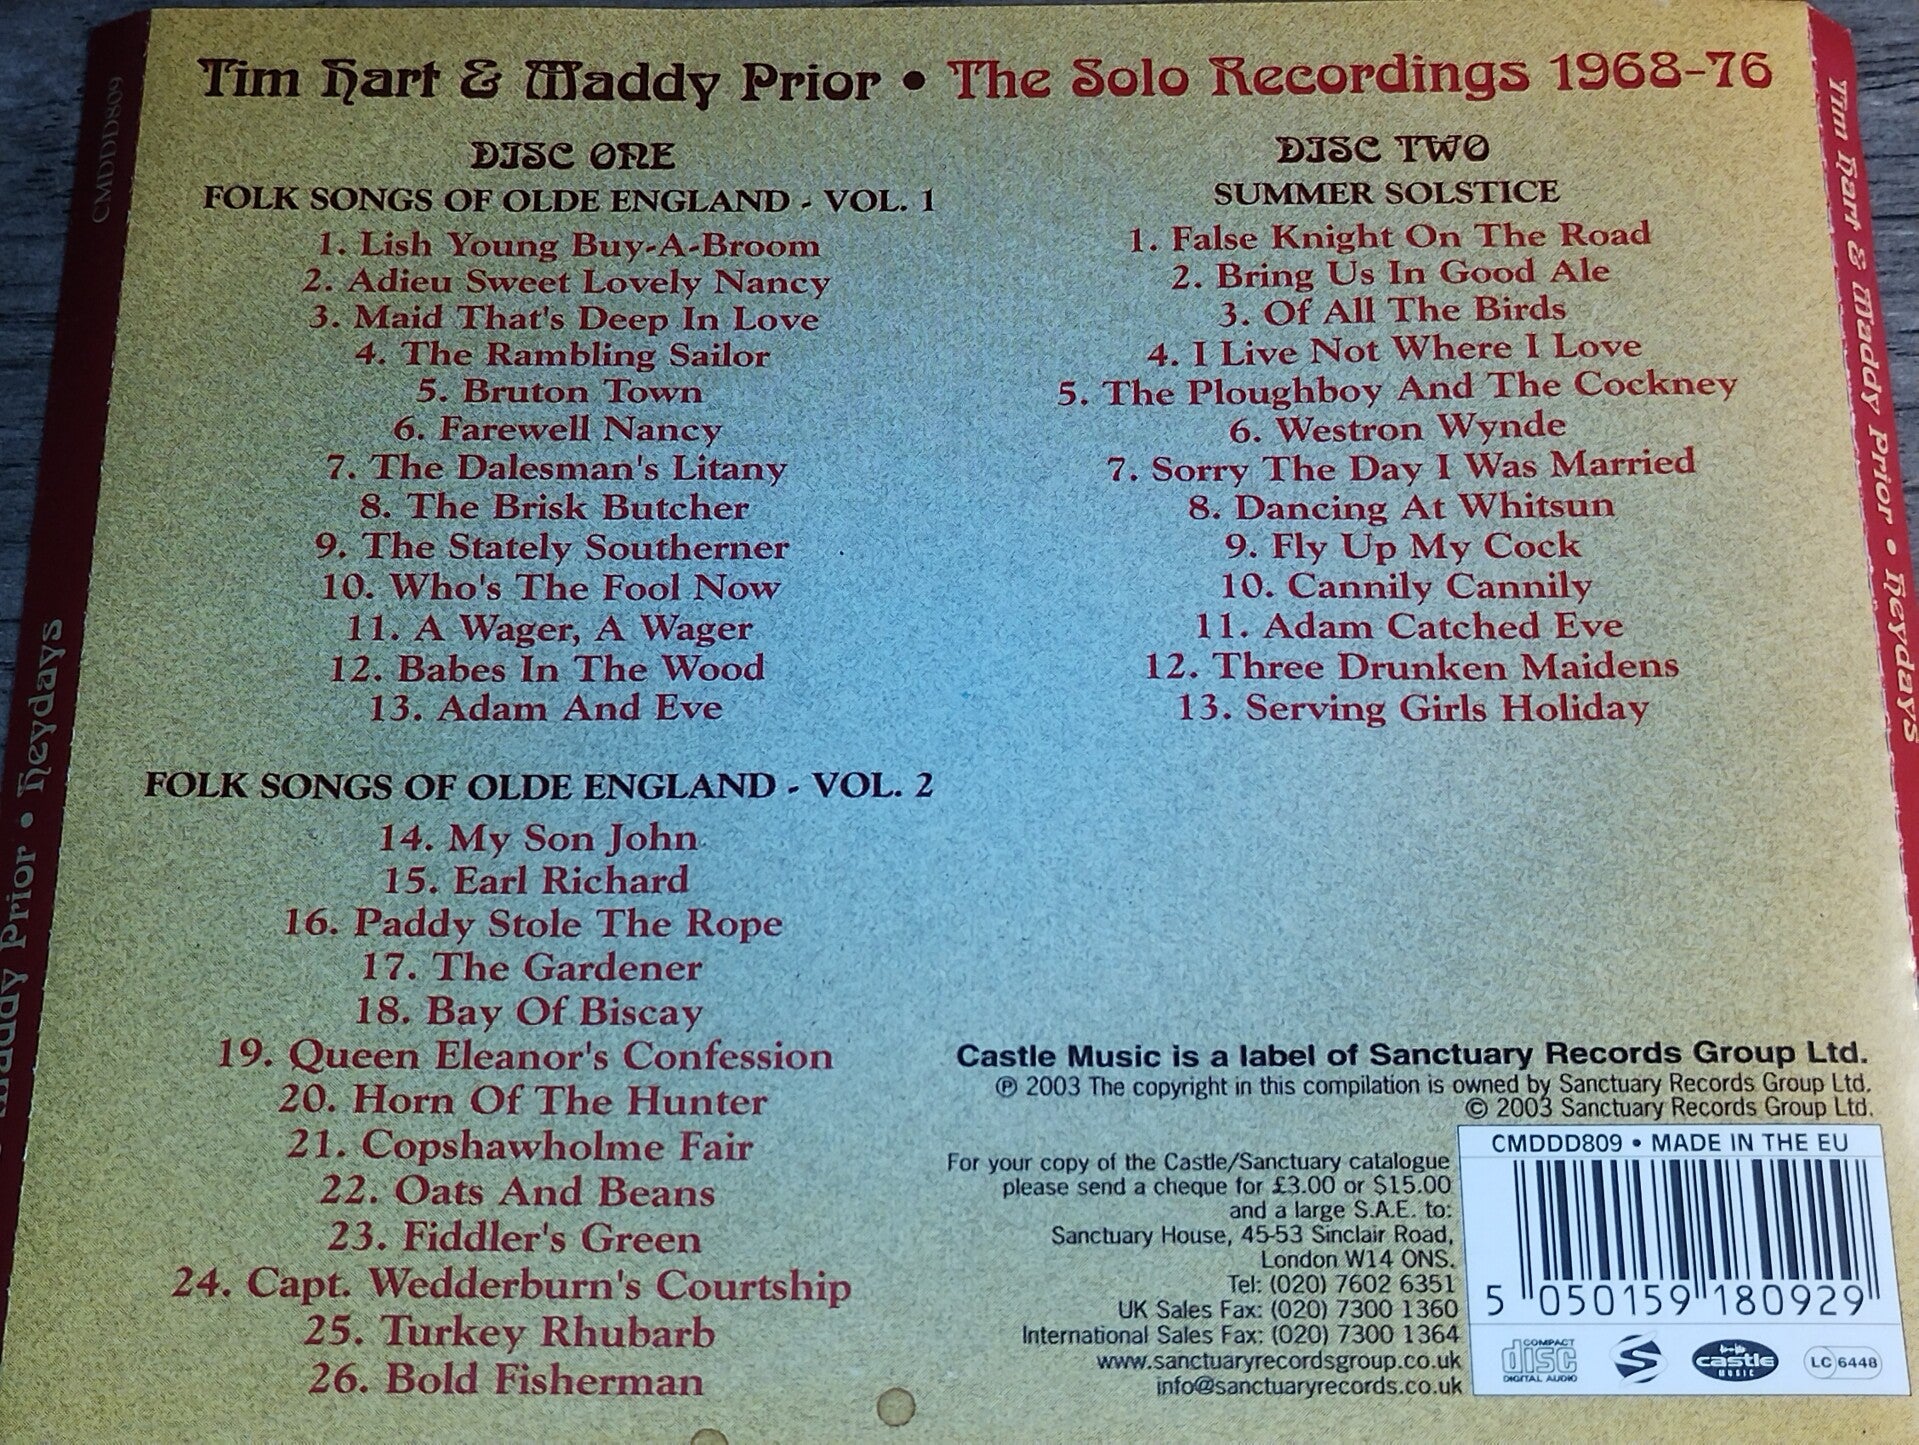 Tim Hart & Maddy Prior • The Solo Recordings 1968-76
DISC ONE
FOLK SONGS OF OLDE ENGLAND - VOL. 1
1. Lish Young Buy-A-Broom
2. Adieu Sweet Lovely Nancy
3. Maid That's Deep In Love
4. The Rambling Sailor
5. Bruton Town
6. Farewell Nancy
7. The Dalesman's Litany
8. The Brisk Butcher
9. The Stately Southerner
10. Who's The Fool Now
11. A Wager, A Wager
12. Babes In The Wood
13. Adam And Eve
FOLK SONGS OF OLDE ENGLAND - VOL. 2
14. My Son John
15. Earl Richard
16. Paddy Stole The Rope
17. The Gardener
18. Bay Of Biscay
19. Queen Eleanor's Confession
20. Horn Of The Hunter
21. Copshawholme Fair
22. Oats And Beans
23. Fiddler's Green
24. Capt. Wedderburn's Courtship
25. Turkey Rhubarb
26. Bold Fisherman
DISC TWO
SUMMER SOLSTICE
1. False Knight On The Road
2. Bring Us In Good Ale
3. Of All The Birds
4. I Live Not Where I Love
5. The Ploughboy And The Cockney
6. Westron Wynde
7. Sorry The Day I Was Married
8. Dancing At Whitsun
9. Fly Up My Cock
10. Cannily Cannily
11. Adam Catched Eve
12. Three Drunken Maidens
13. Serving Girls Holiday
Castle Music is a label of Sanctuary Records Group Ltd.
℗ 2003 The copyright in this compilation is owned by Sanctuary Records Group Ltd.
© 2003 Sanctuary Records Group Ltd.
For your copy of the Castle/Sanctuary catalogue
please send a cheque for £3.00 or $15.00
and a large S.A.E. to:
Sanctuary House, 45-53 Sinclair Road,
London W14 ONS.
Tel: (020) 7602 6351
UK Sales Fax: (020) 7300 1360
International Sales Fax: (020) 7300 1364
www.sanctuaryrecordsgroup.co.uk
info@sanctuaryrecords.co.uk
CMDDD809 • MADE IN THE EU
5 050159 180929
COMPACT
disc
DIGITAL AUDIO
castle
MUSIC
LC 6448
CMDDD809
Maddy Prior • Heydays
Tim Hart & Maddy Prior • Heydays